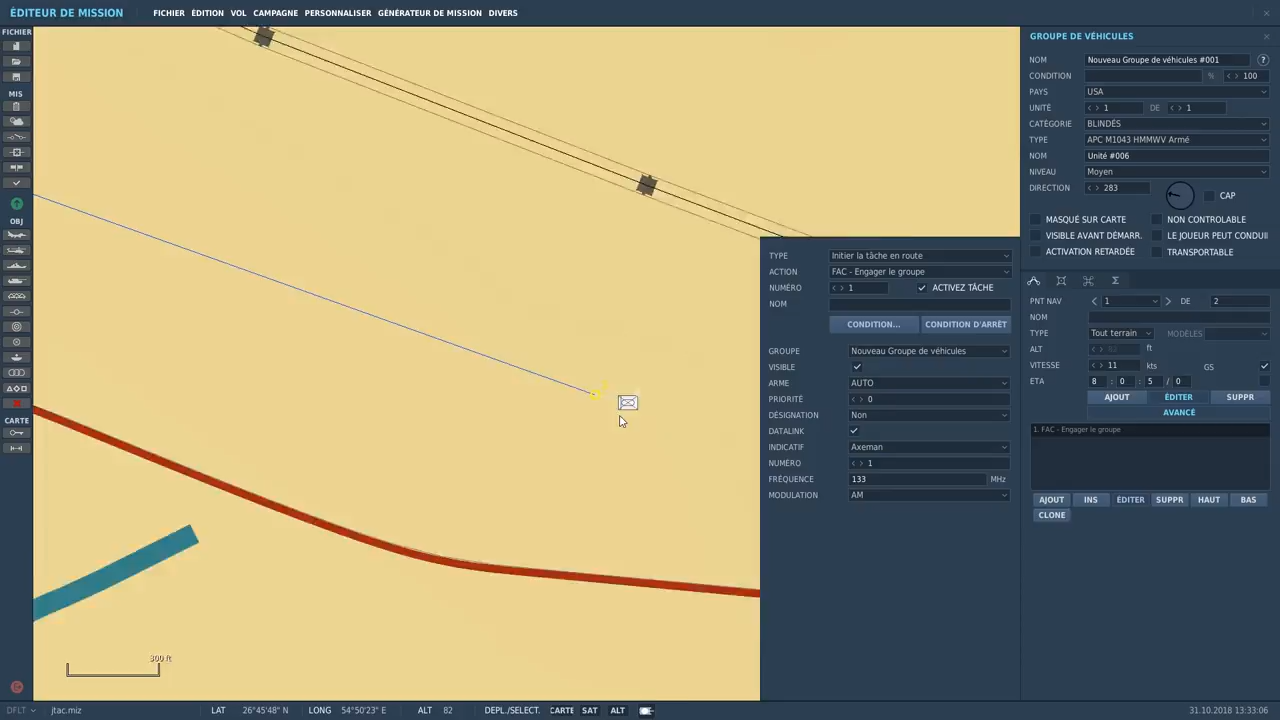 ÉDITEUR DE MISSION
FICHIER ÉDITION VOL CAMPAGNE PERSONNALISER GÉNÉRATEUR DE MISSION DIVERS
FICHIER
MIS
OBJ
CARTE
300 ft
TYPE Initier la tâche en route
ACTION FAC - Engager le groupe
NUMÉRO 1 ACTIVEZ TÂCHE
NOM
CONDITION... CONDITION D'ARRÊT
GROUPE Nouveau Groupe de véhicules
VISIBLE
ARME AUTO
PRIORITÉ 0
DÉSIGNATION Non
DATALINK
INDICATIF Axeman
NUMÉRO 1
FRÉQUENCE 133 MHz
MODULATION AM
GROUPE DE VÉHICULES
NOM Nouveau Groupe de véhicules #001 ?
CONDITION % 100
PAYS USA
UNITÉ 1 DE 1
CATÉGORIE BLINDÉS
TYPE APC M1043 HMMWV Armé
NOM Unité #006
NIVEAU Moyen
DIRECTION 283 CAP
MASQUÉ SUR CARTE NON CONTROLABLE
VISIBLE AVANT DÉMARR. LE JOUEUR PEUT CONDUI
ACTIVATION RETARDÉE TRANSPORTABLE
PNT NAV 1 DE 2
NOM
TYPE Tout terrain MODÈLES
ALT ft
VITESSE 11 kts GS
ETA 8 : 0 : 5 / 0
AJOUT ÉDITER SUPPR
AVANCÉ
1. FAC - Engager le groupe
AJOUT INS ÉDITER SUPPR HAUT BAS
CLONE
DFLT jtac.miz LAT 26°45'48" N LONG 54°50'23" E ALT 82 DEPL./SELECT. CARTE SAT ALT 31.10.2018 13:33:06